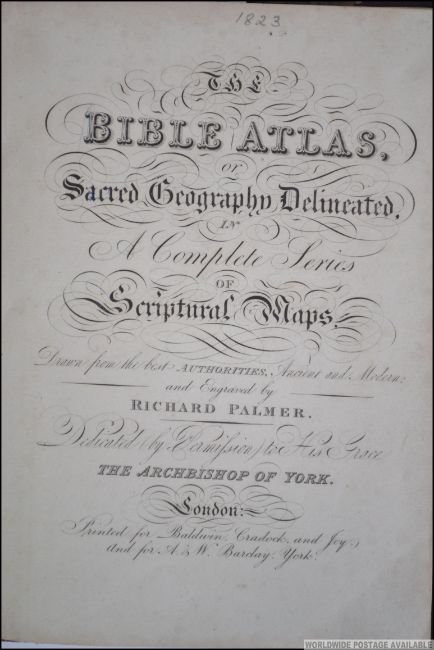 1823
THE
BIBLE ATLAS,
or
Sacred Geography Delineated,
IN
A Complete Series
OF
Scriptural Maps,
Drawn from the best AUTHORITIES, Ancient and Modern;
and Engraved by
RICHARD PALMER.
Dedicated (by Permission) to His Grace
THE ARCHBISHOP OF YORK.
London:
Printed for Baldwin, Cradock, and Joy,
And for A. & W. Barclay, York.
WORLDWIDE POSTAGE AVAILABLE